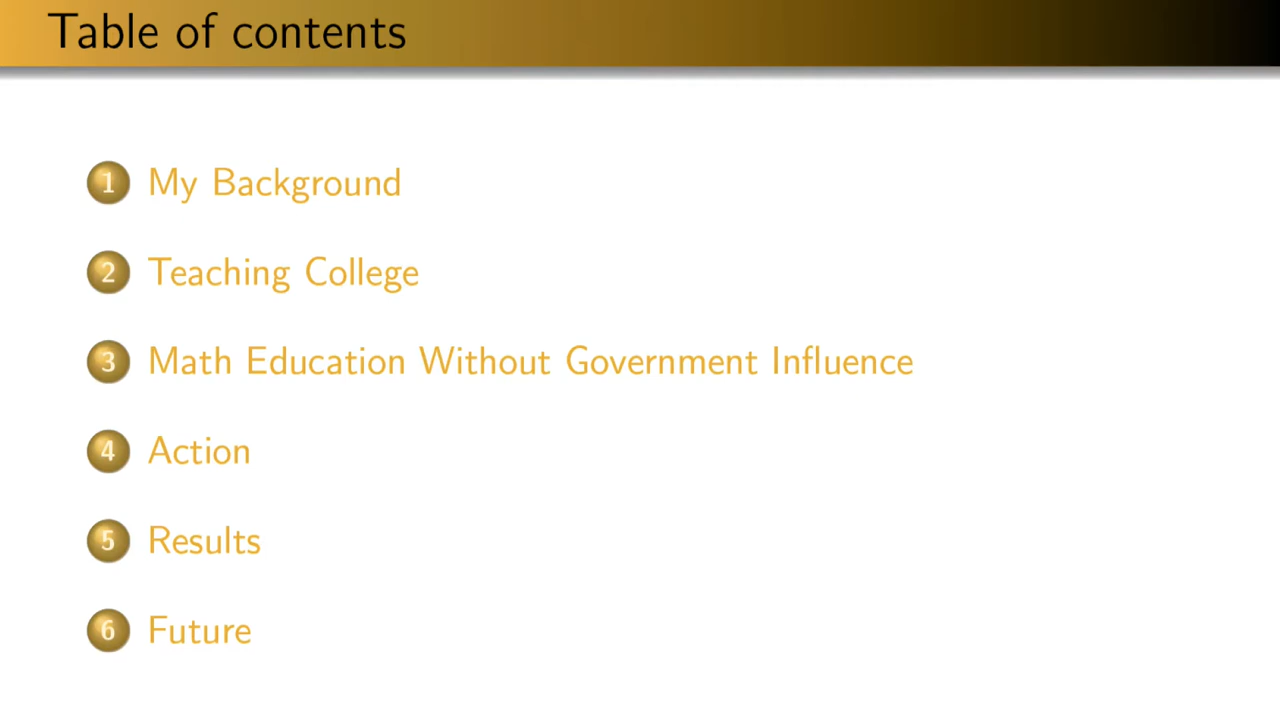 Table of contents
1 My Background
2 Teaching College
3 Math Education Without Government Influence
4 Action
5 Results
6 Future